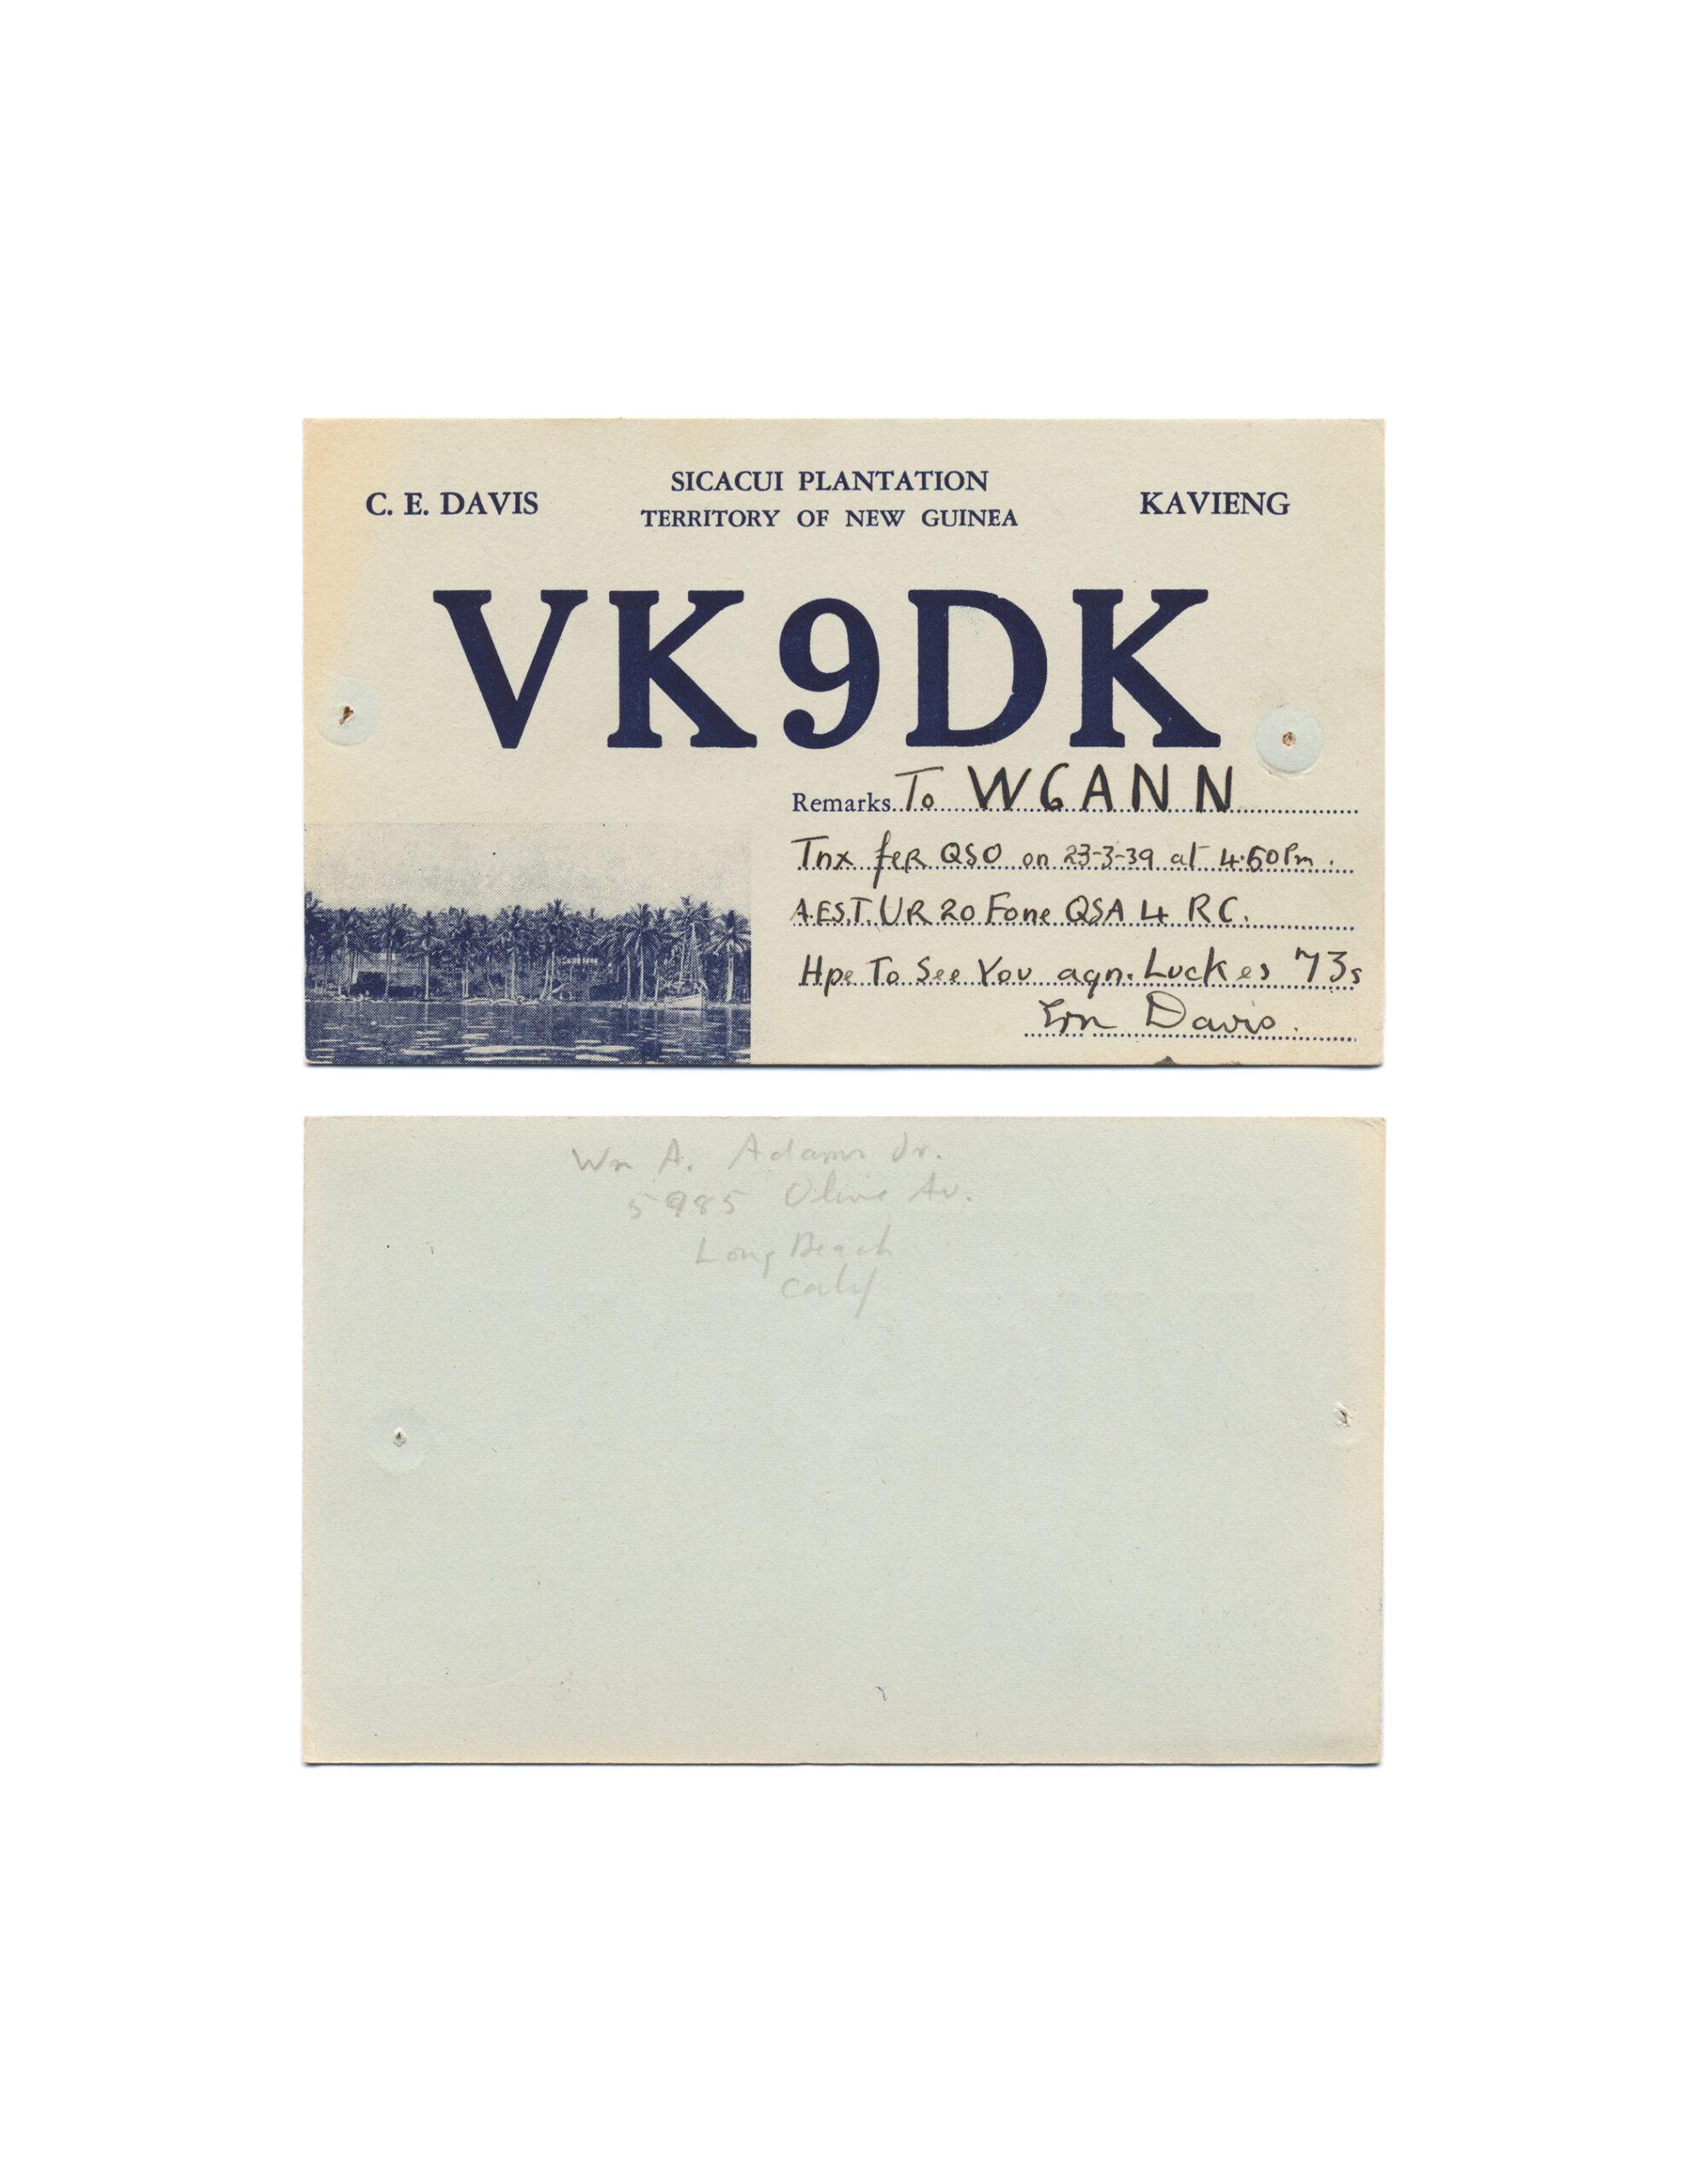 C. E. DAVIS
SICACUI PLANTATION
TERRITORY OF NEW GUINEA
KAVIENG
VK9DK
Remarks To W6ANN
Tnx feR QSO on 23-3-39 at 4.50Pm.
A.E.S.T. UR 20 Fone QSA 4 RC.
Hpe To See You agn. Luck es 73s
Ern Davis.
Wm A. Adams Jr.
5985 Olive Av.
Long Beach
Calif